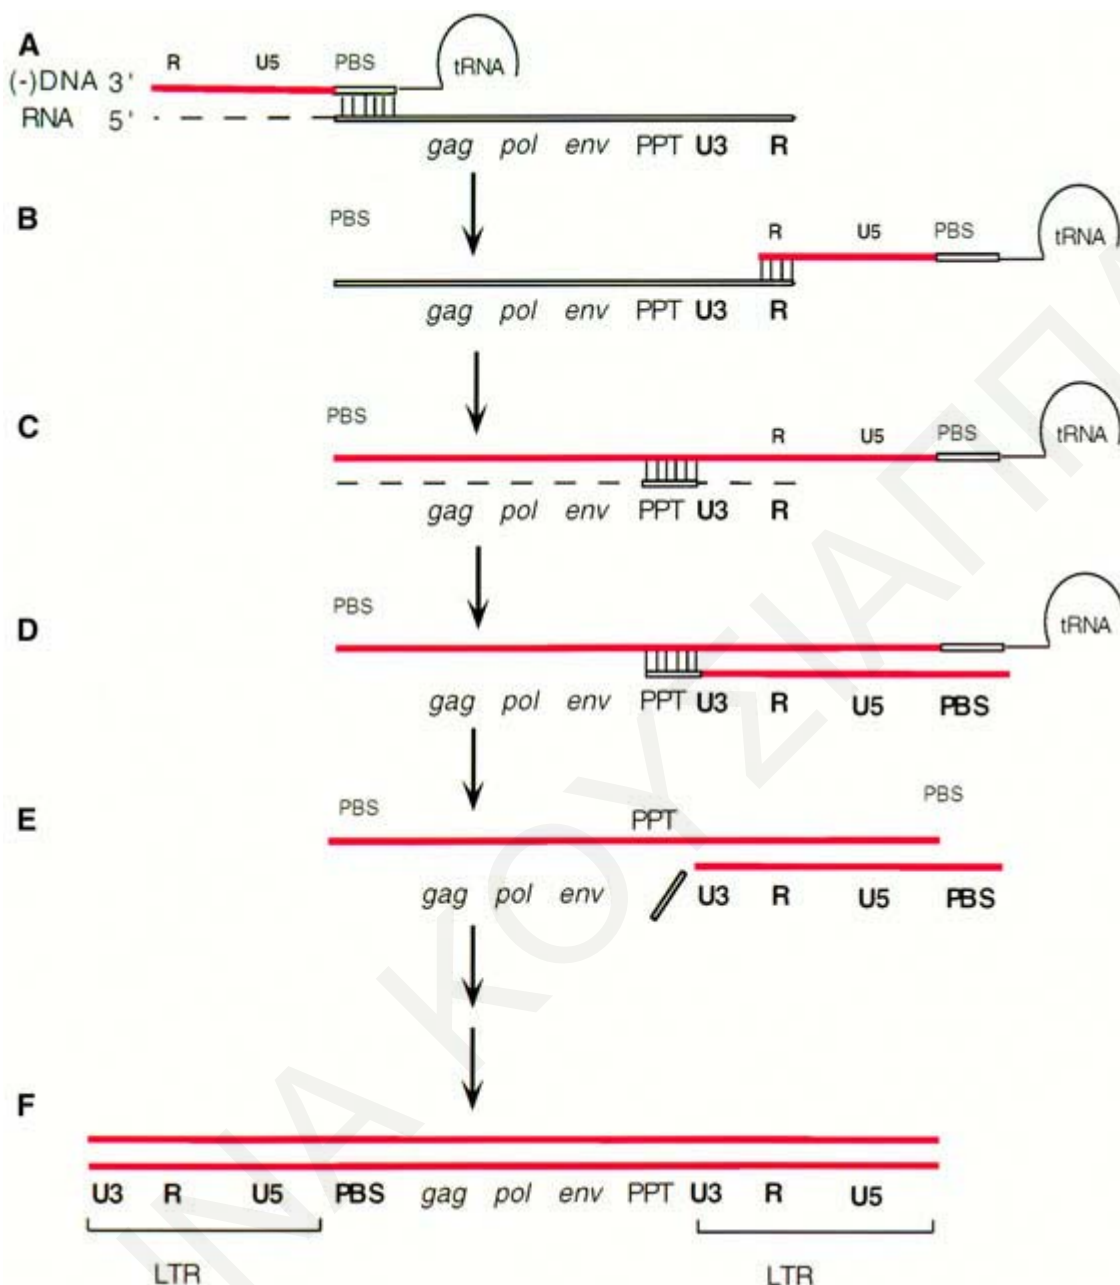 A
R U5 PBS tRNA
(-)DNA 3'
RNA 5'
gag pol env PPT U3 R
B
PBS R U5 PBS tRNA
gag pol env PPT U3 R
C
PBS R U5 PBS tRNA
gag pol env PPT U3 R
D
PBS tRNA
gag pol env PPT U3 R U5 PBS
E
PBS PPT PBS
gag pol env U3 R U5 PBS
F
U3 R U5 PBS gag pol env PPT U3 R U5
LTR LTR
ΙΝΑ ΚΟΥΣΙΑΠΠΑ